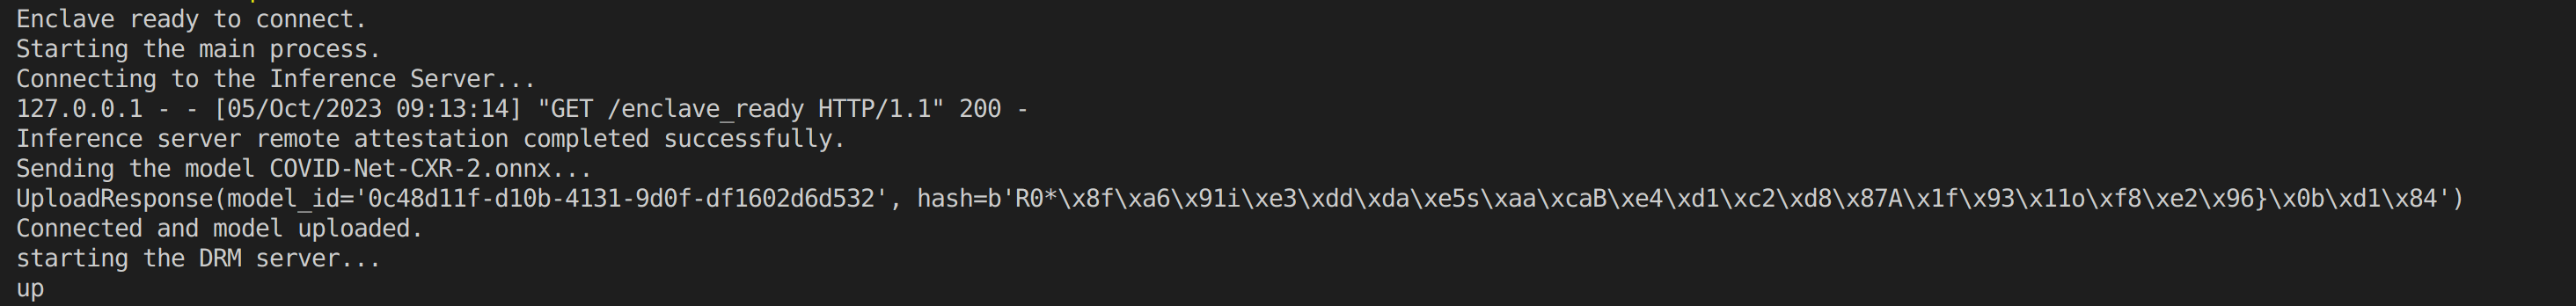 Enclave ready to connect.
Starting the main process.
Connecting to the Inference Server...
127.0.0.1 - - [05/Oct/2023 09:13:14] "GET /enclave_ready HTTP/1.1" 200 -
Inference server remote attestation completed successfully.
Sending the model COVID-Net-CXR-2.onnx...
UploadResponse(model_id='0c48d11f-d10b-4131-9d0f-df1602d6d532', hash=b'R0*\x8f\xa6\x91i\xe3\xdd\xda\xe5s\xaa\xcaB\xe4\xd1\xc2\xd8\x87A\x1f\x93\x11o\xf8\xe2\x96}\x0b\xd1\x84')
Connected and model uploaded.
starting the DRM server...
up